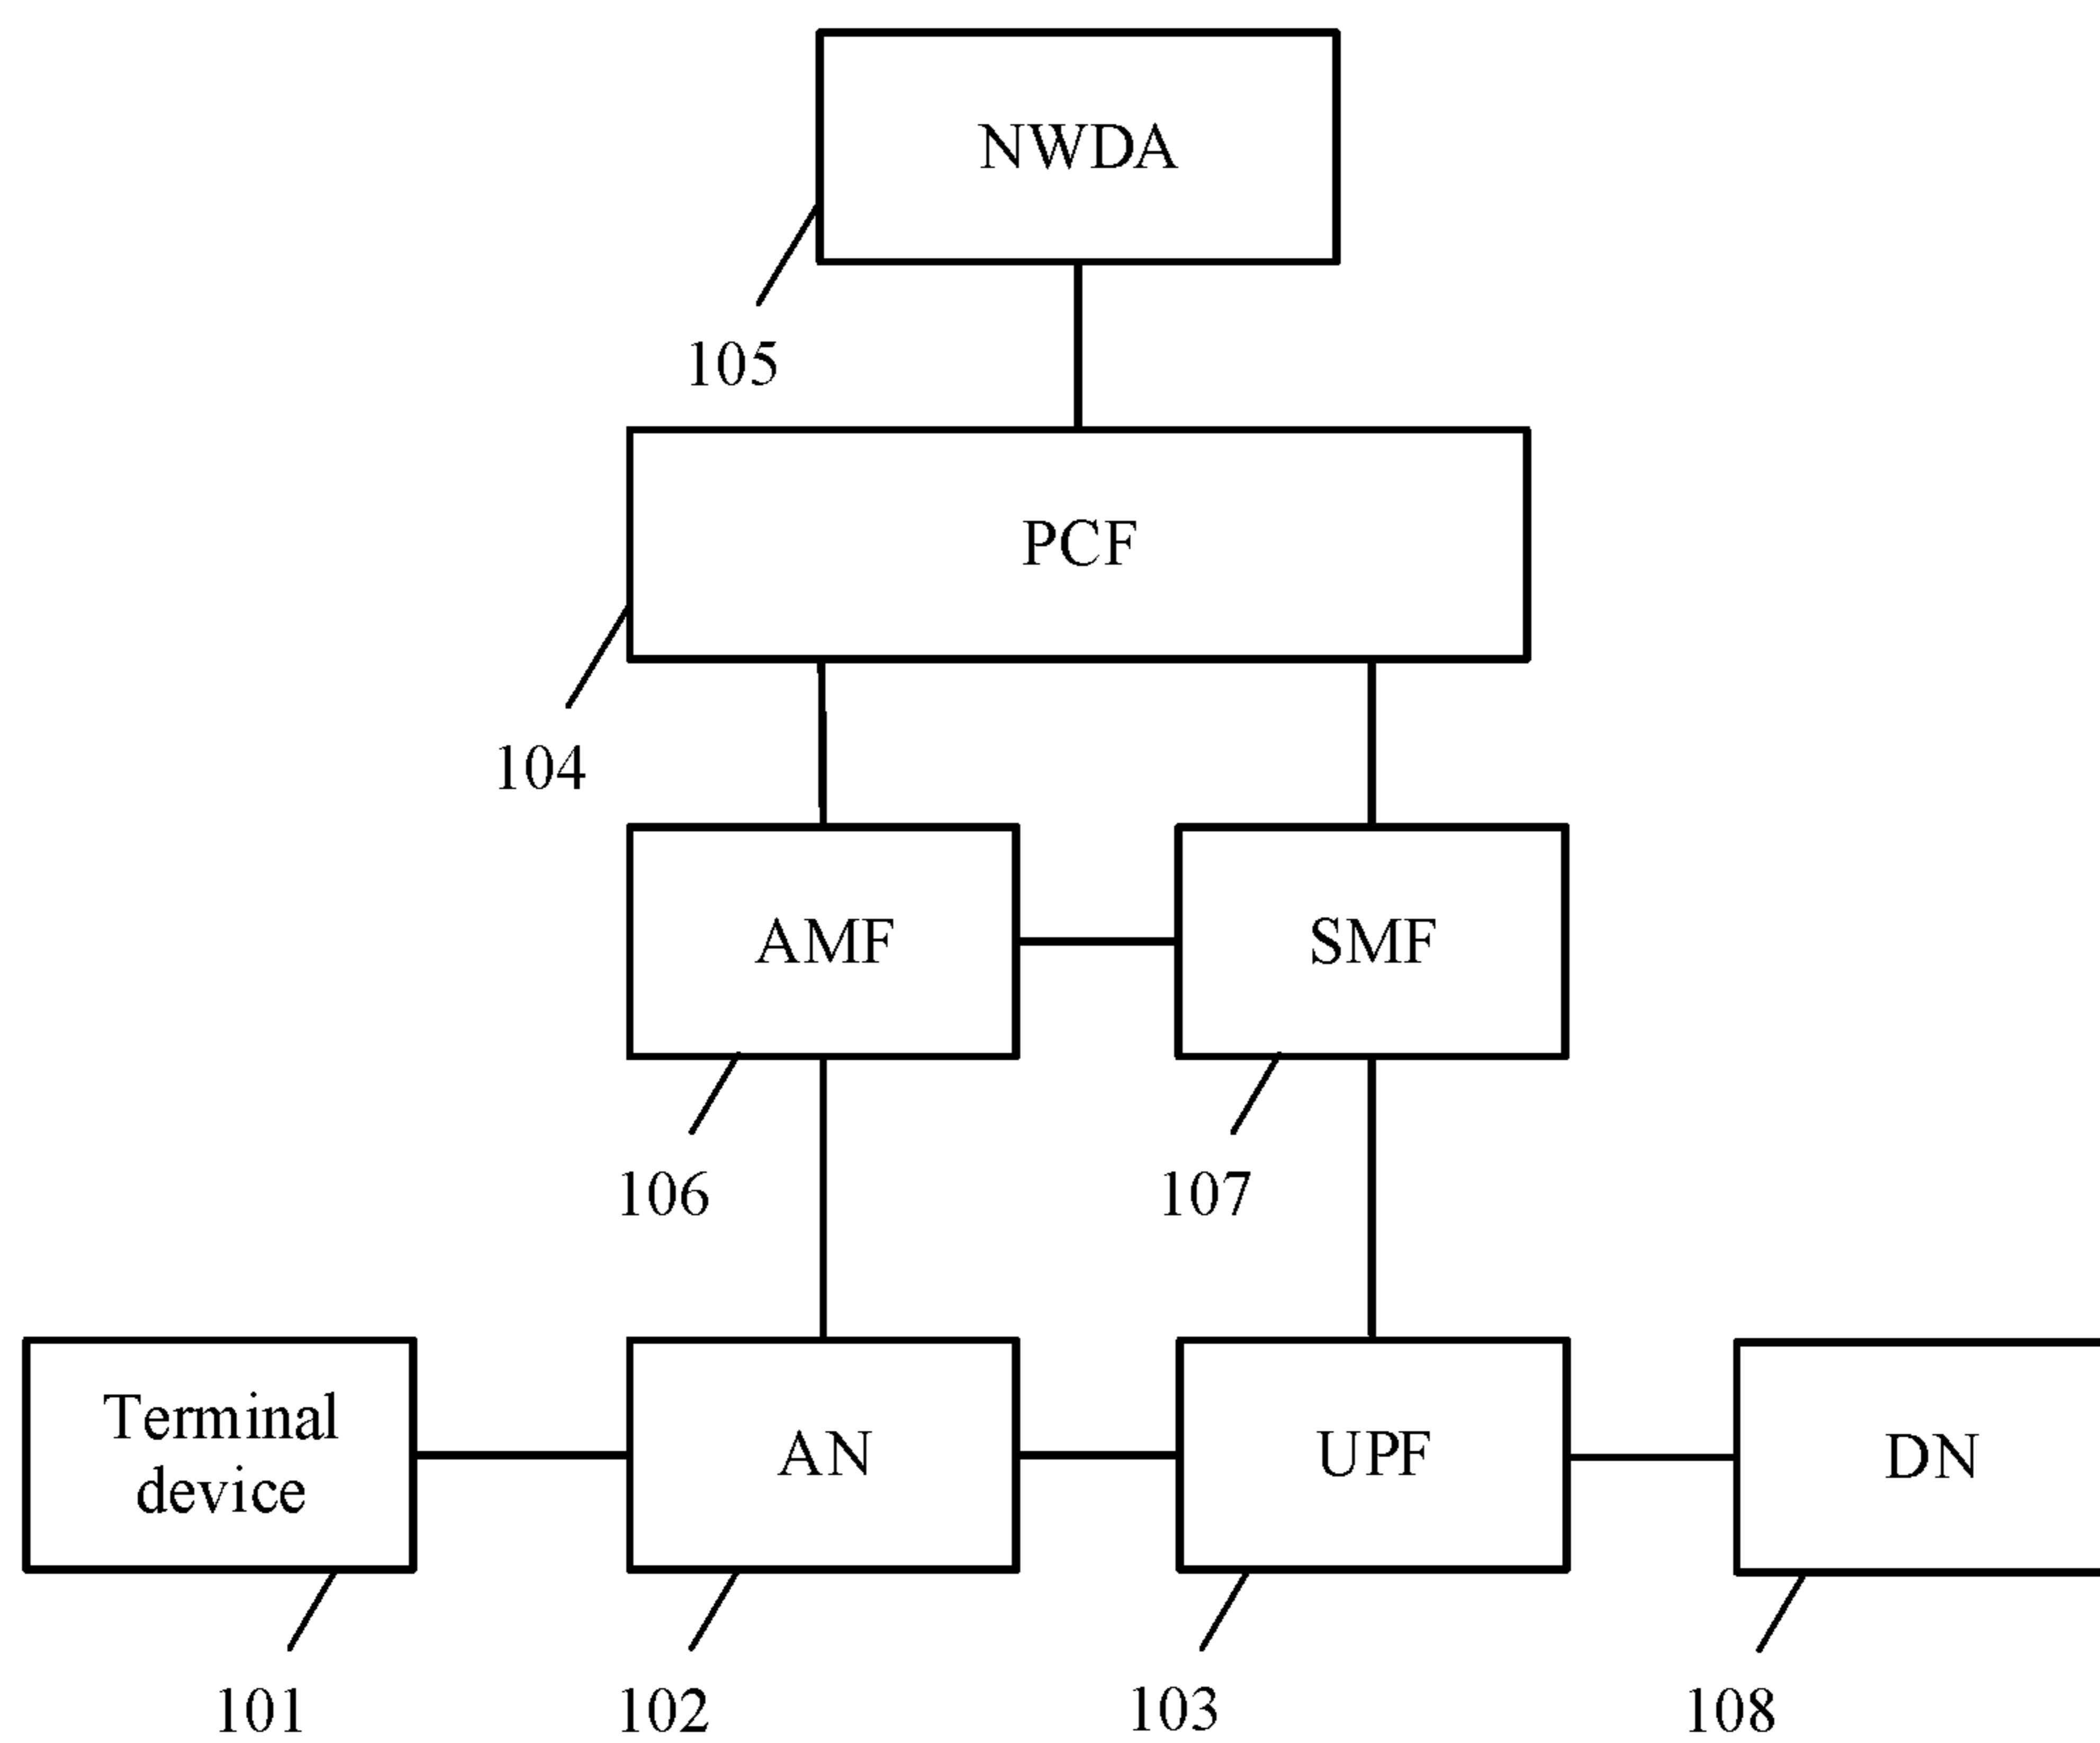 NWDA
105
PCF
104
AMF
SMF
106
107
Terminal
device
AN
UPF
DN
101
102
103
108